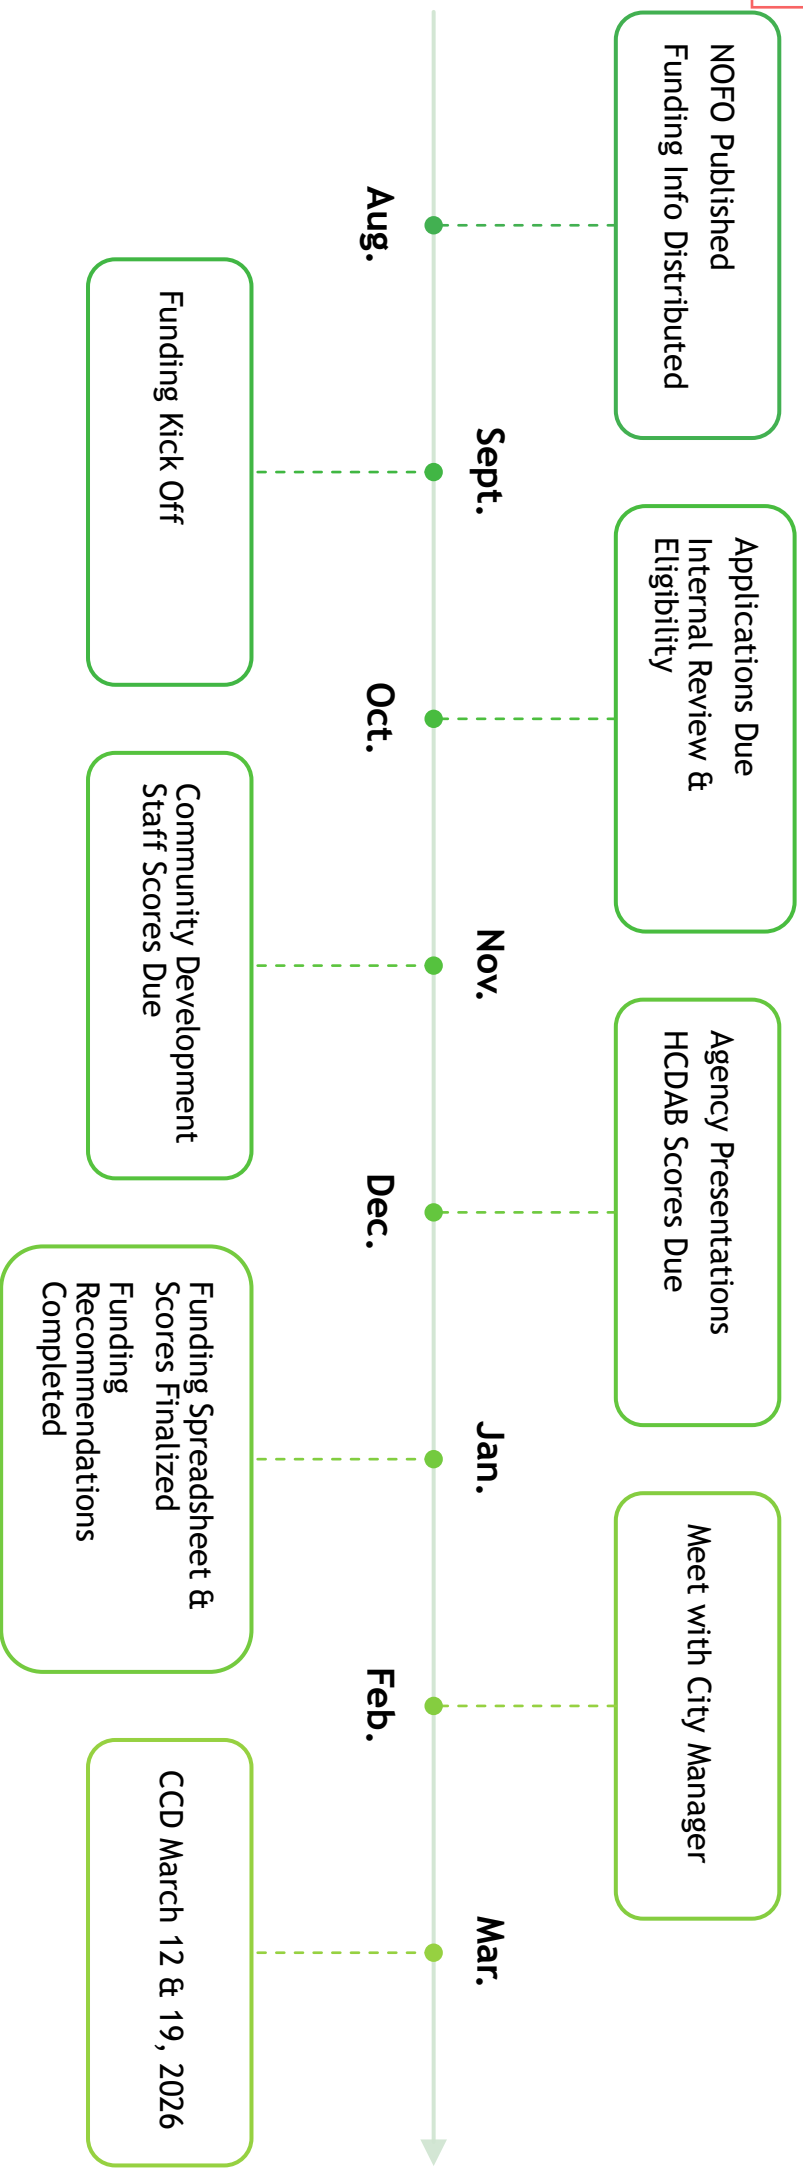 NOFO Published
Funding Info Distributed
Aug.
Sept.
Funding Kick Off
Applications Due
Internal Review &
Eligibility
Oct.
Nov.
Community Development
Staff Scores Due
Agency Presentations
HCDAB Scores Due
Dec.
Jan.
Funding Spreadsheet &
Scores Finalized
Funding
Recommendations
Completed
Meet with City Manager
Feb.
Mar.
CCD March 12 & 19, 2026